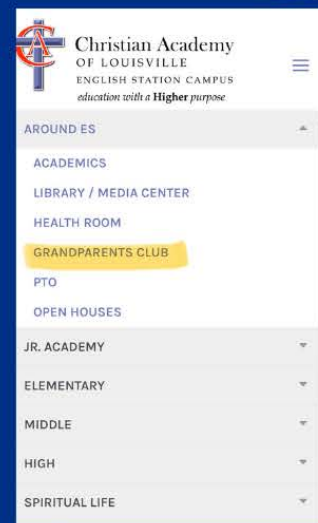 Christian Academy
OF LOUISVILLE
ENGLISH STATION CAMPUS
education with a Higher purpose
AROUND ES
ACADEMICS
LIBRARY / MEDIA CENTER
HEALTH ROOM
GRANDPARENTS CLUB
PTO
OPEN HOUSES
JR. ACADEMY
ELEMENTARY
MIDDLE
HIGH
SPIRITUAL LIFE